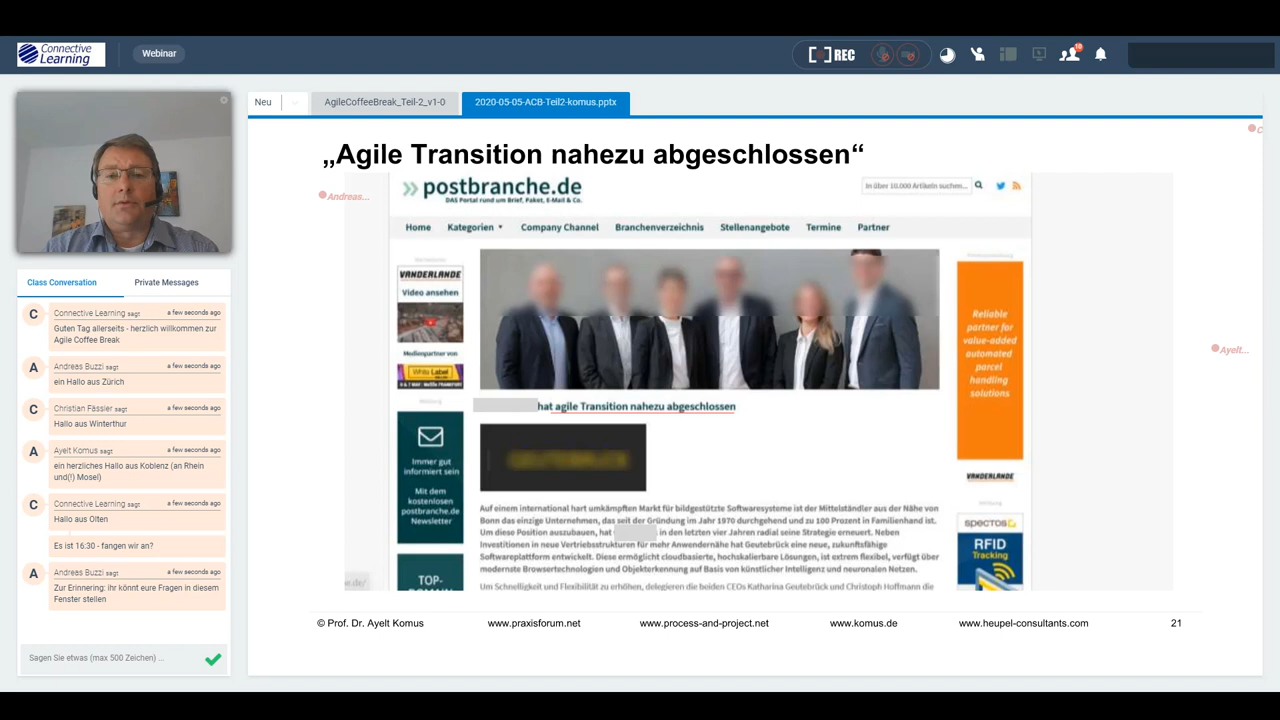 Connective
Learning
Webinar
REC
10
Neu
AgileCoffeeBreak_Teil-2_v1-0
2020-05-05-ACB-Teil2-komus.pptx
Class Conversation
Private Messages
C
Connective Learning sagt
a few seconds ago
Guten Tag allerseits - herzlich willkommen zur
Agile Coffee Break
A
Andreas Buzzi sagt
a few seconds ago
ein Hallo aus Zürich
C
Christian Fässler sagt
a few seconds ago
Hallo aus Winterthur
A
Ayelt Komus sagt
a few seconds ago
ein herzliches Hallo aus Koblenz (an Rhein
und(!) Mosel)
C
Connective Learning sagt
a few seconds ago
Hallo aus Olten
Es ist 16:30 - fangen wir an?
A
Andreas Buzzi sagt
a few seconds ago
Zur Erinnerung: ihr könnt eure Fragen in diesem
Fenster stellen
Sagen Sie etwas (max 500 Zeichen) ...
„Agile Transition nahezu abgeschlossen“
Andreas...
Ayelt...
postbranche.de
DAS Portal rund um Brief, Paket, E-Mail & Co.
In über 10.000 Artikeln suchen...
Home
Kategorien
Company Channel
Branchenverzeichnis
Stellenangebote
Termine
Partner
VANDERLANDE
Video ansehen
Medienpartner von
White Label
Immer gut
informiert sein
Mit dem
kostenlosen
postbranche.de
Newsletter
TOP-
hat agile Transition nahezu abgeschlossen
Auf einem international hart umkämpften Markt für bildgestützte Softwaresysteme ist der Mittelständler aus der Nähe von
Bonn das einzige Unternehmen, das seit der Gründung im Jahr 1970 durchgehend und zu 100 Prozent in Familienhand ist.
Um diese Position auszubauen, hat in den letzten vier Jahren radial seine Strategie erneuert. Neben
Investitionen in neue Vertriebsstrukturen für mehr Anwendernähe hat Geutebrück eine neue, zukunftsfähige
Softwareplattform entwickelt. Diese ermöglicht cloudbasierte, hochskalierbare Lösungen, ist extrem flexibel, verfügt über
modernste Browsertechnologien und Objekterkennung auf Basis von künstlicher Intelligenz und neuronalen Netzen.
Um Schnelligkeit und Flexibilität zu erhöhen, delegieren die beiden CEOs Katharina Geutebrück und Christoph Hoffmann die
Reliable
partner for
value-added
automated
parcel
handling
solutions
VANDERLANDE
SPECTOS
RFID
Tracking
© Prof. Dr. Ayelt Komus
www.praxisforum.net
www.process-and-project.net
www.komus.de
www.heupel-consultants.com
21